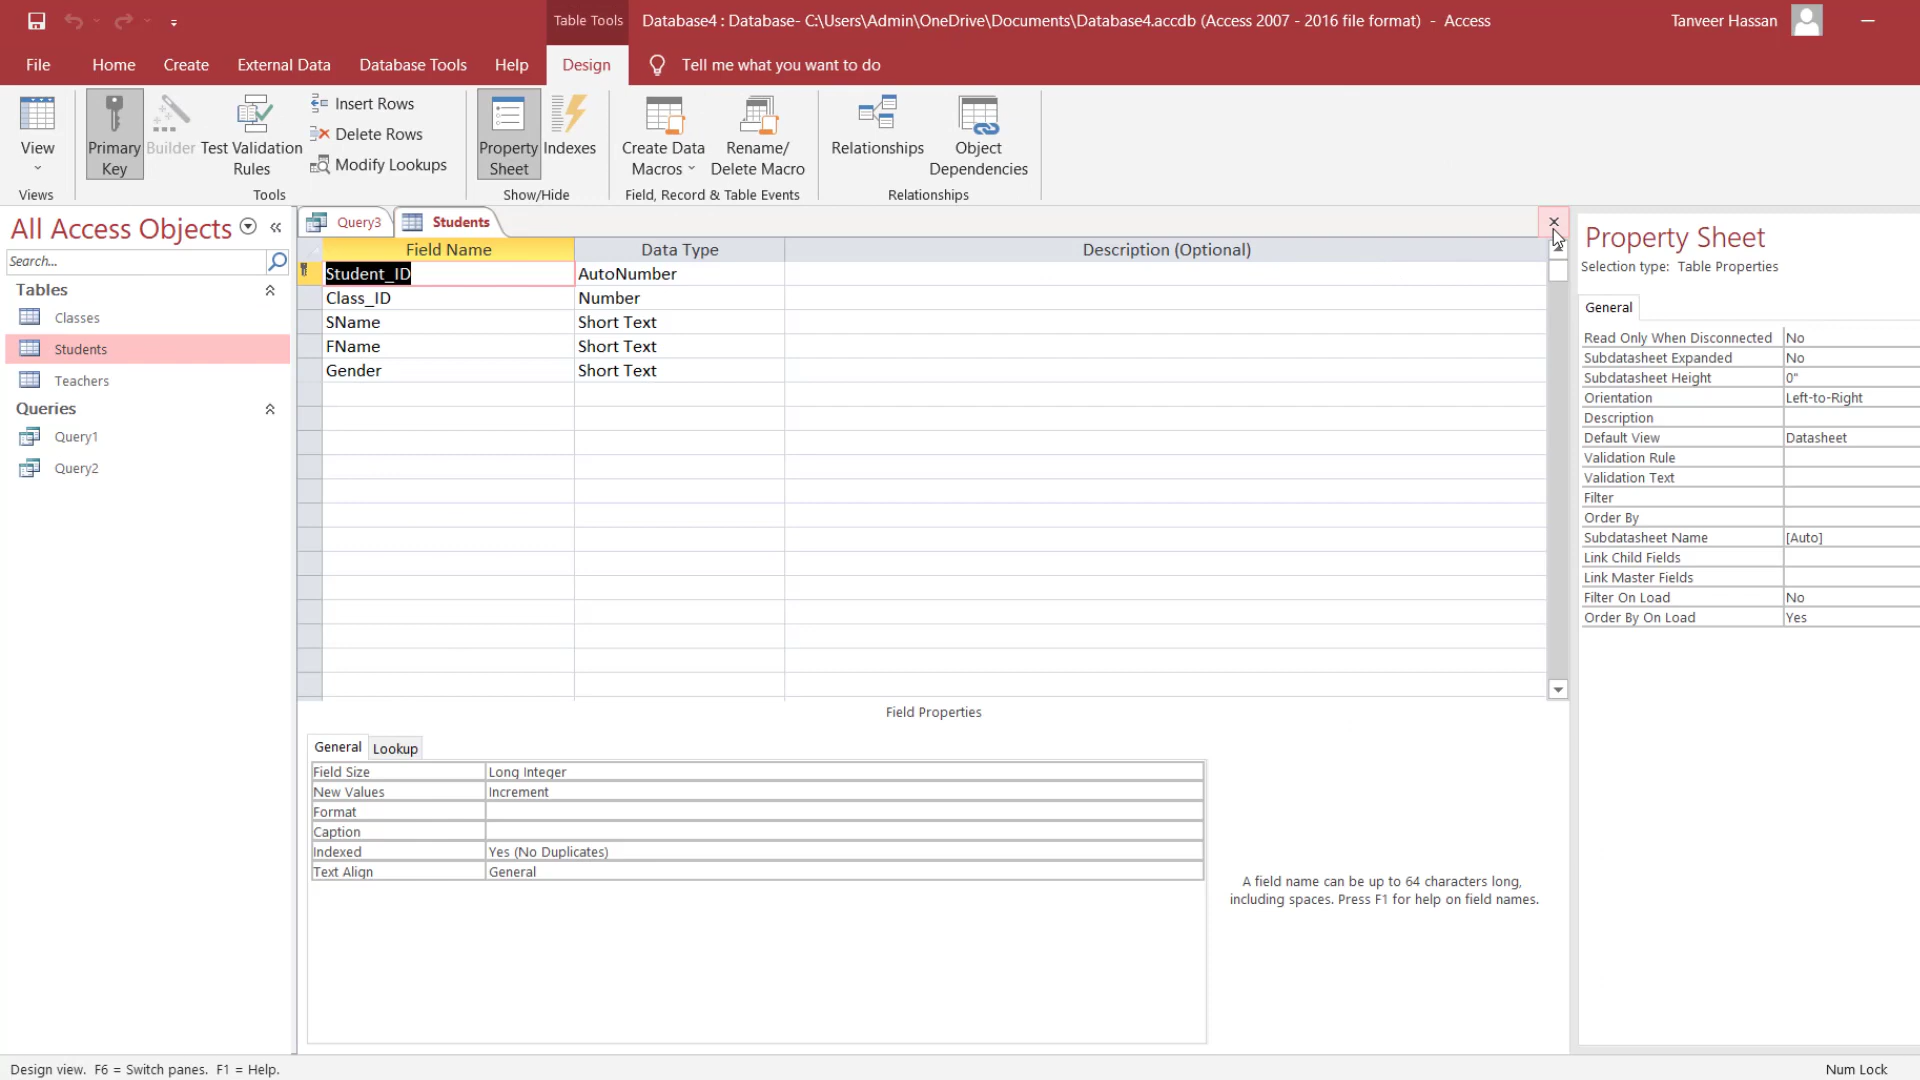 Table Tools
Database4 : Database- C:\Users\Admin\OneDrive\Documents\Database4.accdb (Access 2007 - 2016 file format) - Access
Tanveer Hassan
File Home Create External Data Database Tools Help Design Tell me what you want to do
View
Views
Primary
Key
Builder
Test Validation
Rules
Insert Rows
Delete Rows
Modify Lookups
Tools
Property
Sheet
Indexes
Show/Hide
Create Data
Macros
Rename/
Delete Macro
Field, Record & Table Events
Relationships
Object
Dependencies
Relationships
All Access Objects
Search...
Tables
Classes
Students
Teachers
Queries
Query1
Query2
Query3 Students
Field Name Data Type Description (Optional)
Student_ID AutoNumber
Class_ID Number
SName Short Text
FName Short Text
Gender Short Text
Field Properties
General Lookup
Field Size Long Integer
New Values Increment
Format
Caption
Indexed Yes (No Duplicates)
Text Align General
A field name can be up to 64 characters long,
including spaces. Press F1 for help on field names.
Property Sheet
Selection type: Table Properties
General
Read Only When Disconnected No
Subdatasheet Expanded No
Subdatasheet Height 0"
Orientation Left-to-Right
Description
Default View Datasheet
Validation Rule
Validation Text
Filter
Order By
Subdatasheet Name [Auto]
Link Child Fields
Link Master Fields
Filter On Load No
Order By On Load Yes
Design view. F6 = Switch panes. F1 = Help.
Num Lock